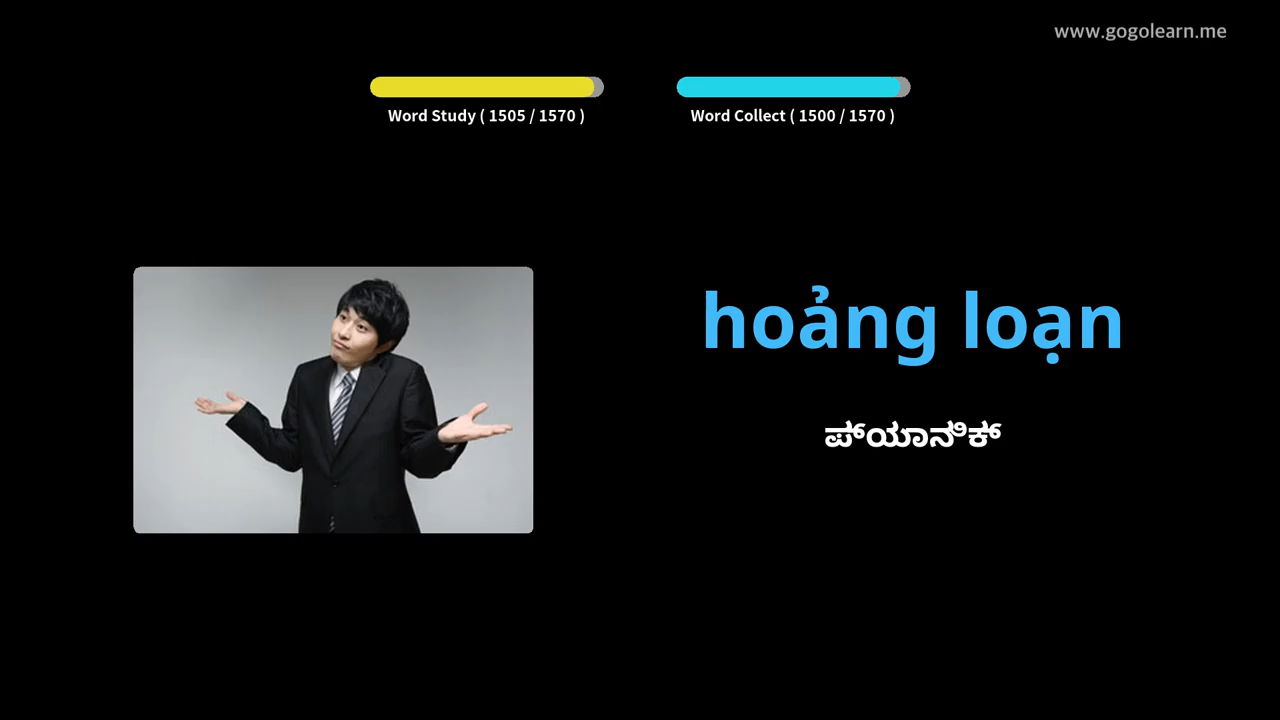 www.gogolearn.me
Word Study ( 1505 / 1570 )
Word Collect ( 1500 / 1570 )
hoảng loạn
ಪ್ಯಾನಿಕ್